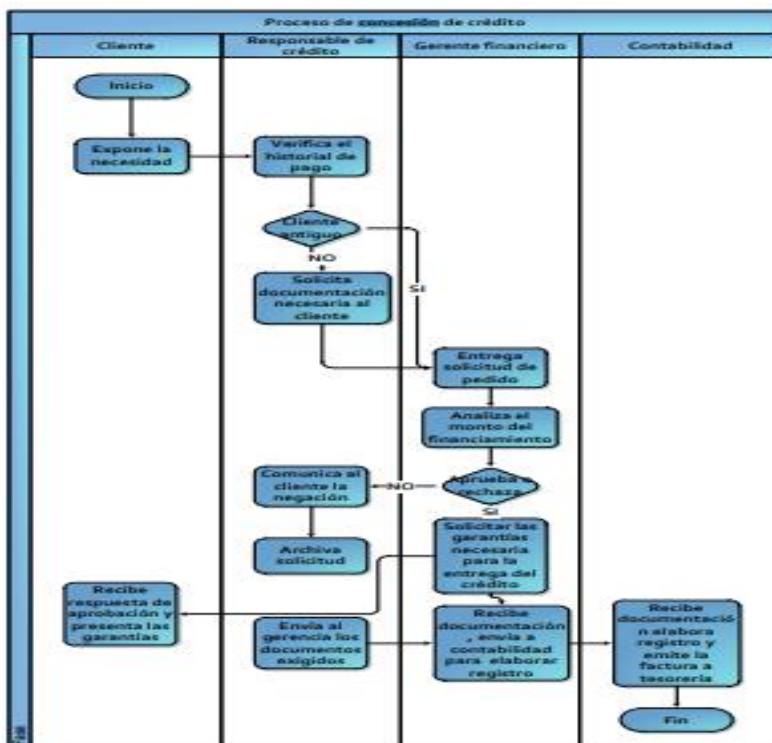 Proceso de concesión de crédito
Cliente
Responsable de
crédito
Gerente financiero
Contabilidad
Inicio
Expone la
necesidad
Verifica el
historial de
pago
Cliente
antiguo
NO
SI
Solicita
documentación
necesaria al
cliente
Entrega
solicitud de
pedido
Analiza el
monto del
financiamiento
Aprueba o
rechaza
NO
SI
Comunica al
cliente la
negación
Archiva
solicitud
Solicitar las
garantías
necesaria
para la
entrega del
crédito
Recibe
respuesta de
aprobación y
presenta las
garantías
Envía al
gerencia los
documentos
exigidos
Recibe
documentación
, envía a
contabilidad
para elaborar
registro
Recibe
documentació
n elabora
registro y
emite la
factura a
tesorería
Fin
Fase